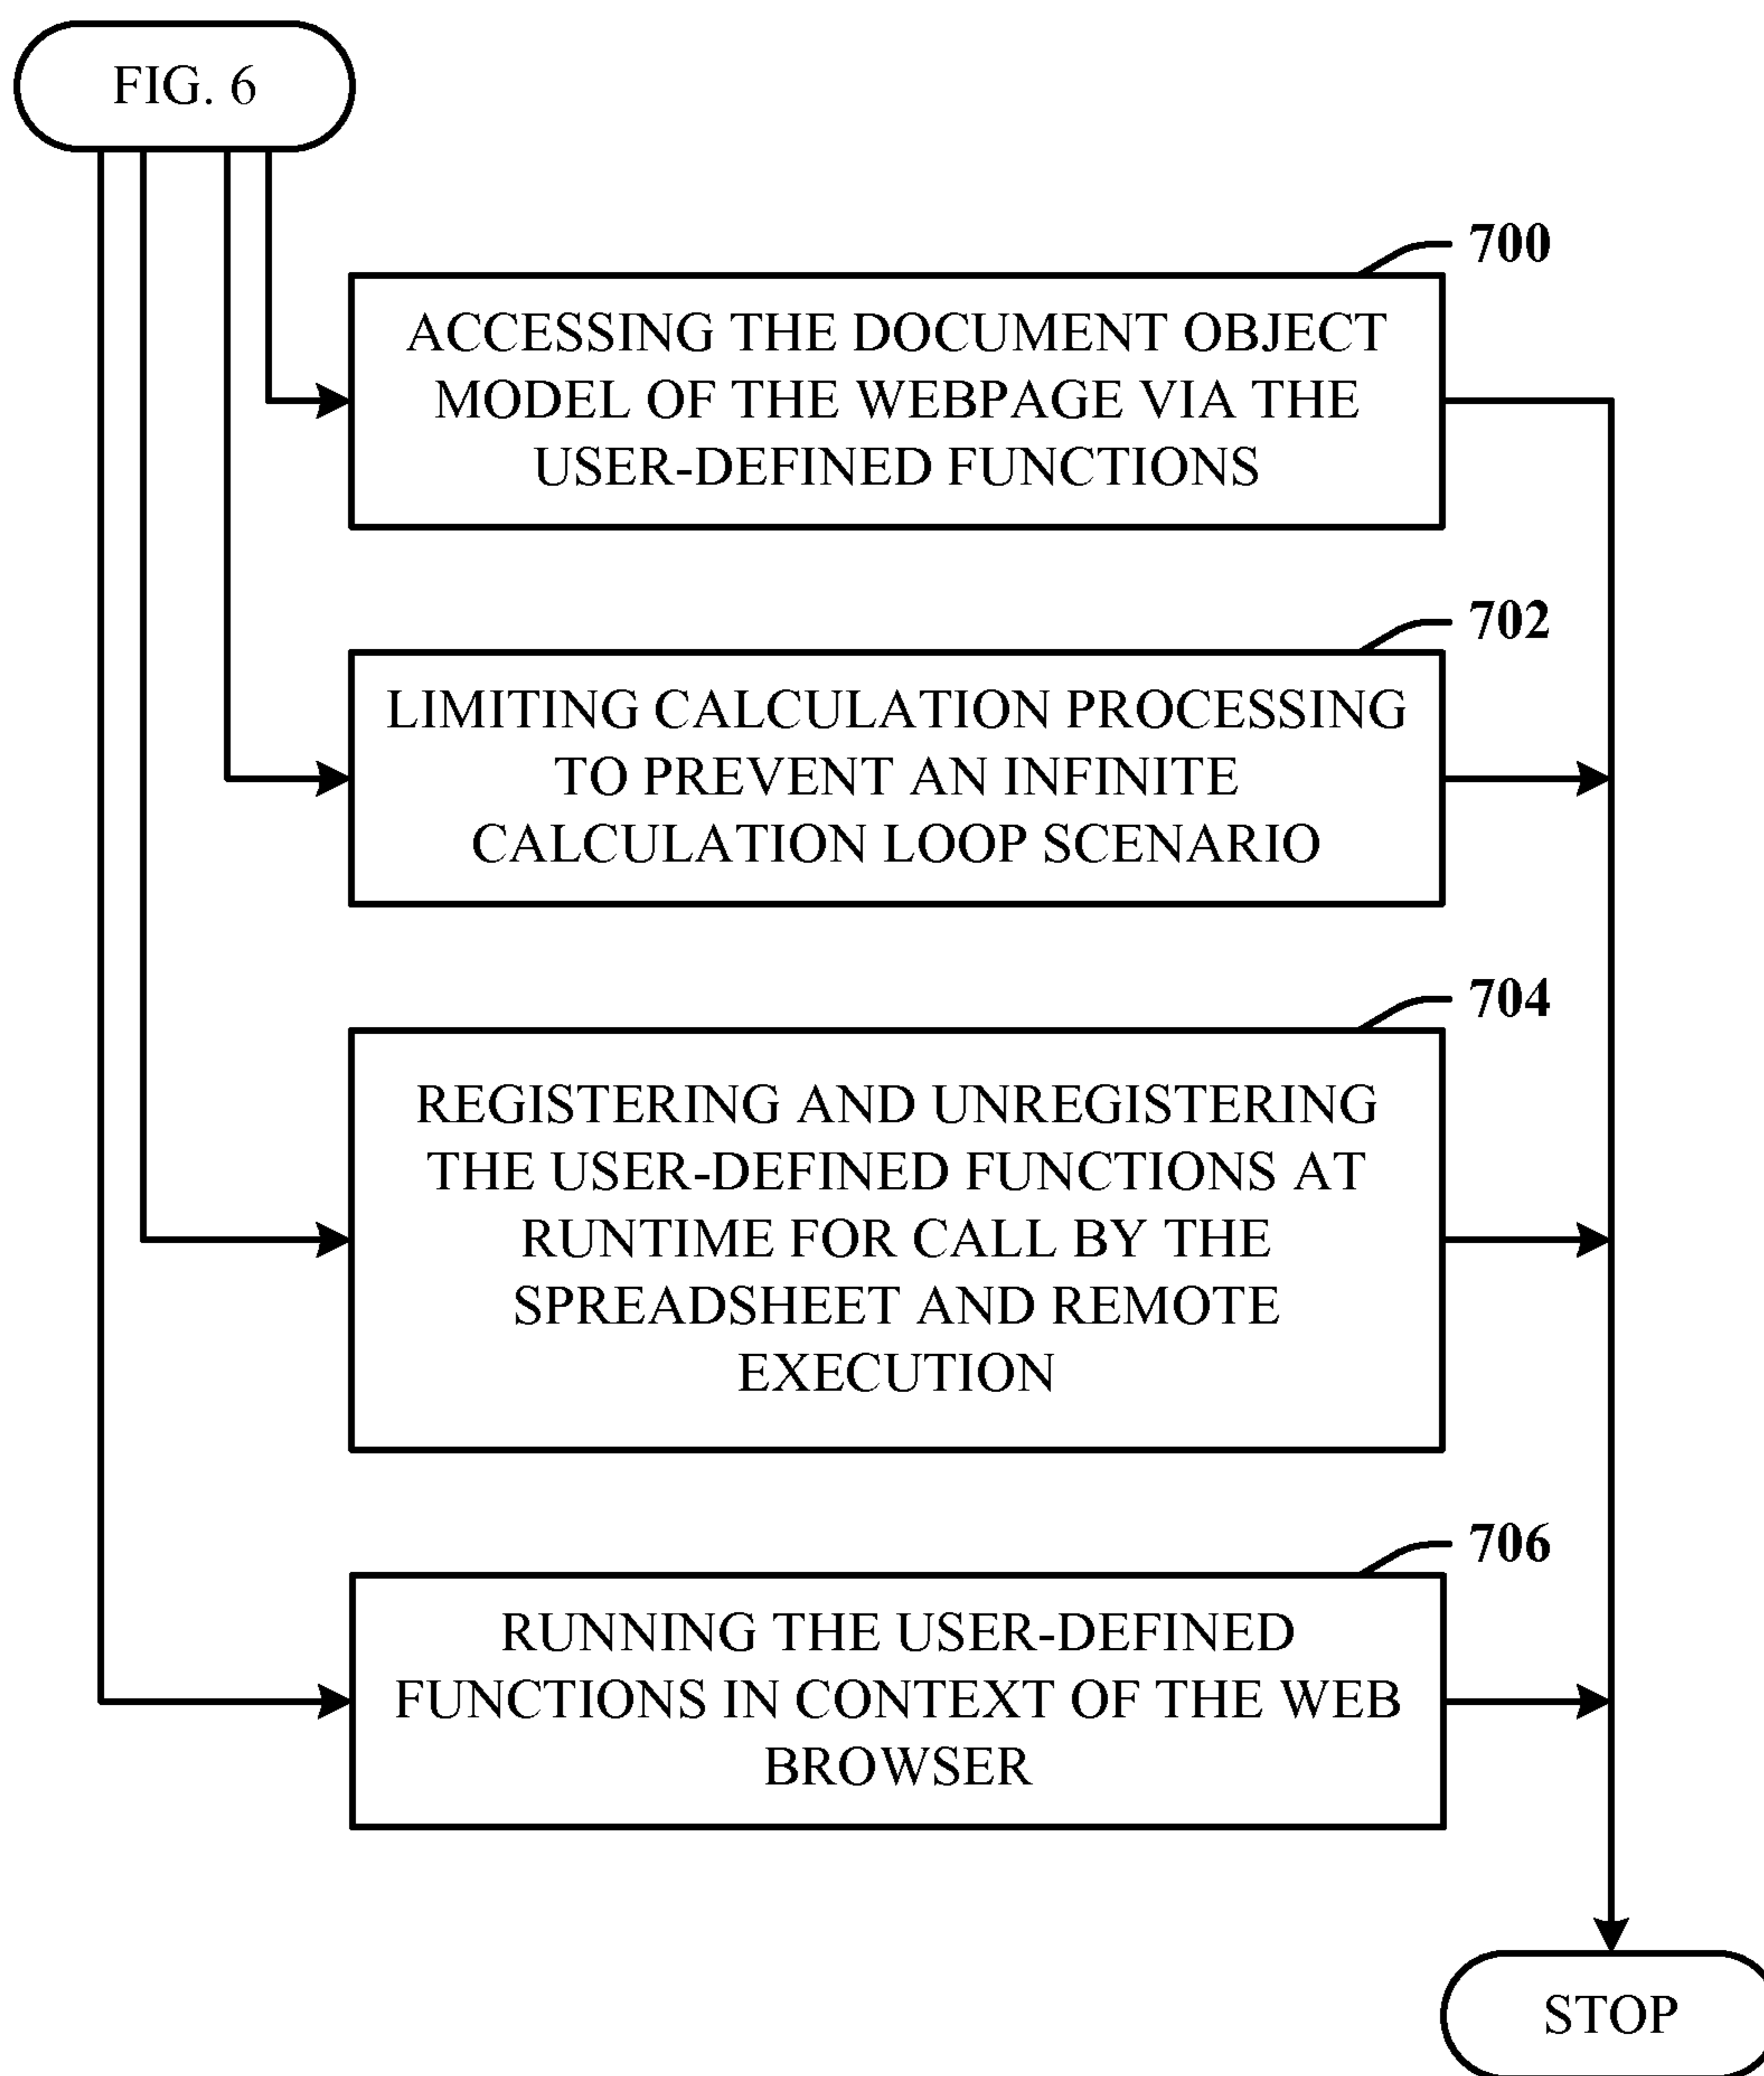 FIG. 6
700
ACCESSING THE DOCUMENT OBJECT
MODEL OF THE WEBPAGE VIA THE
USER-DEFINED FUNCTIONS
702
LIMITING CALCULATION PROCESSING
TO PREVENT AN INFINITE
CALCULATION LOOP SCENARIO
704
REGISTERING AND UNREGISTERING
THE USER-DEFINED FUNCTIONS AT
RUNTIME FOR CALL BY THE
SPREADSHEET AND REMOTE
EXECUTION
706
RUNNING THE USER-DEFINED
FUNCTIONS IN CONTEXT OF THE WEB
BROWSER
STOP